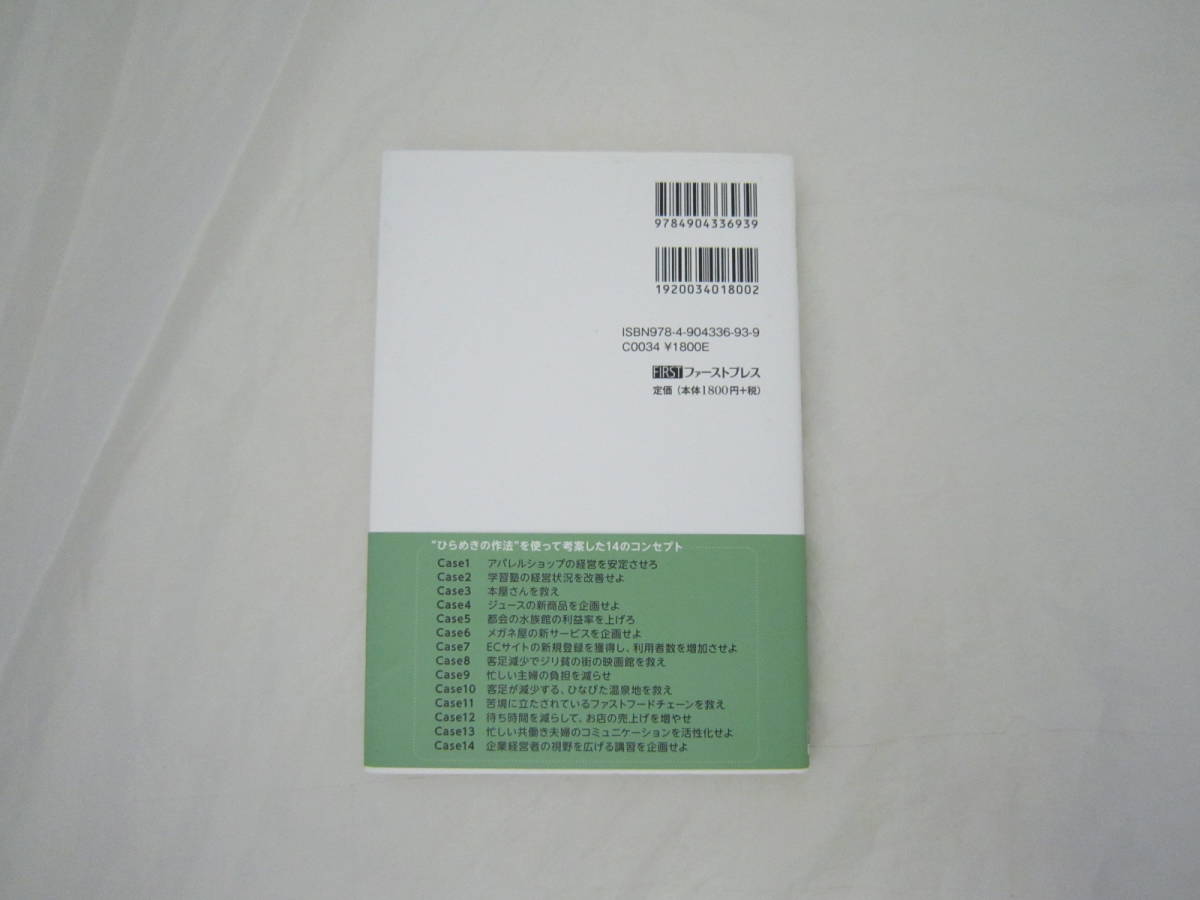 9784904336939
1920034018002
ISBN978-4-904336-93-9
C0034 ¥1800E
FIRST ファーストプレス
定価（本体1800円+税）
“ひらめきの作法”を使って考案した14のコンセプト
Case1 アパレルショップの経営を安定させろ
Case2 学習塾の経営状況を改善せよ
Case3 本屋さんを救え
Case4 ジュースの新商品を企画せよ
Case5 都会の水族館の利益率を上げろ
Case6 メガネ屋の新サービスを企画せよ
Case7 ECサイトの新規登録を獲得し、利用者数を増加させよ
Case8 客足減少でジリ貧の街の映画館を救え
Case9 忙しい主婦の負担を減らせ
Case10 客足が減少する、ひなびた温泉地を救え
Case11 苦境に立たされているファストフードチェーンを救え
Case12 待ち時間を減らして、お店の売上げを増やせ
Case13 忙しい共働き夫婦のコミュニケーションを活性化せよ
Case14 企業経営者の視野を広げる講習を企画せよ